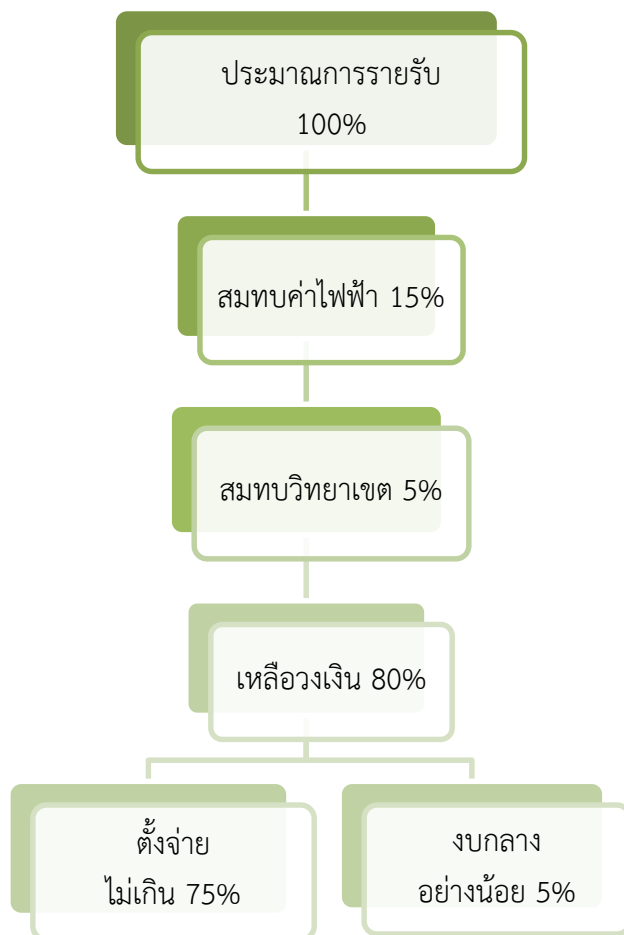 ประมาณการรายรับ
100%
สมทบค่าไฟฟ้า 15%
สมทบวิทยาเขต 5%
เหลือวงเงิน 80%
ตั้งจ่าย
ไม่เกิน 75%
งบกลาง
อย่างน้อย 5%